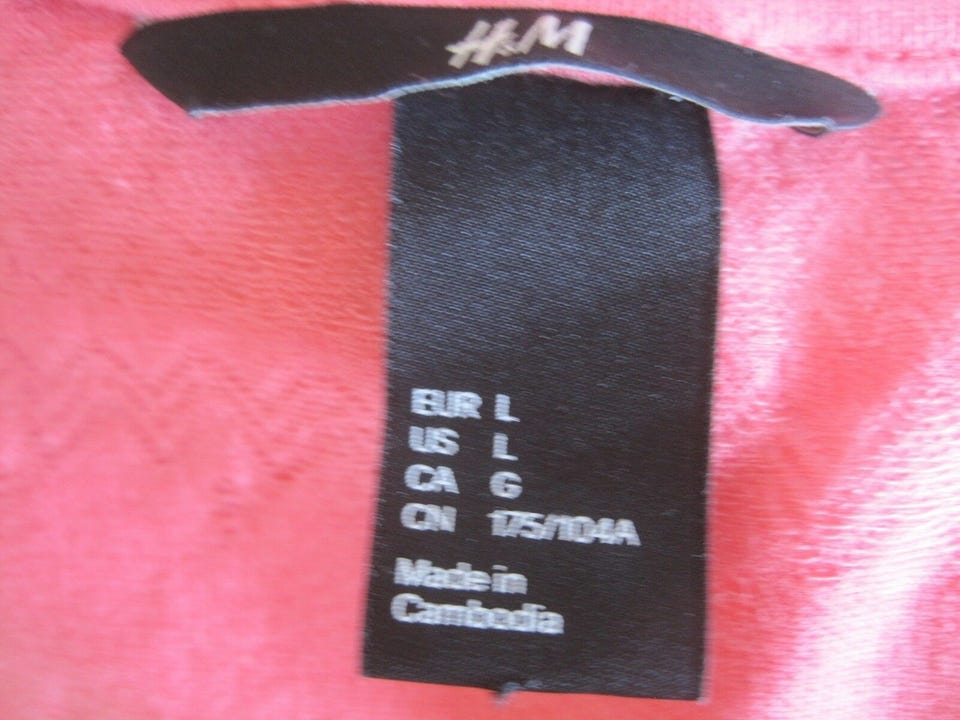 H&M
EUR L
US L
CA G
CN 175/104A
Made in
Cambodia